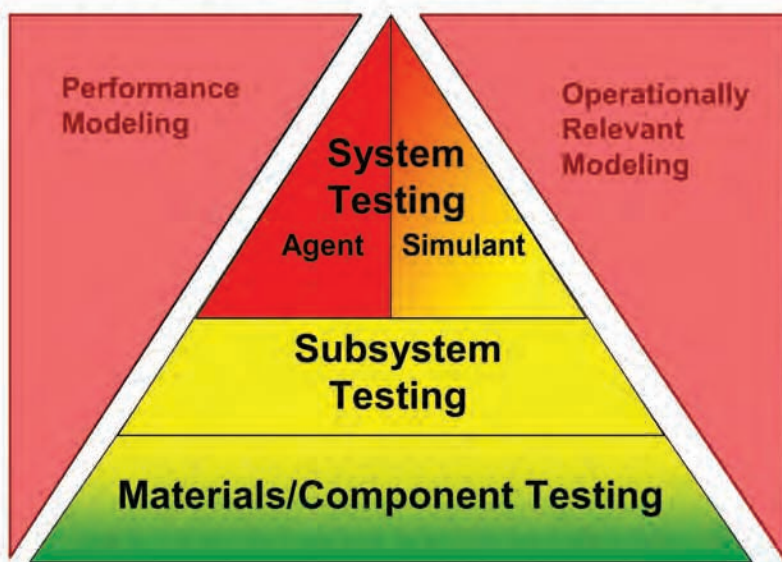 Performance
Modeling
Operationally
Relevant
Modeling
System
Testing
Agent Simulant
Subsystem
Testing
Materials/Component Testing